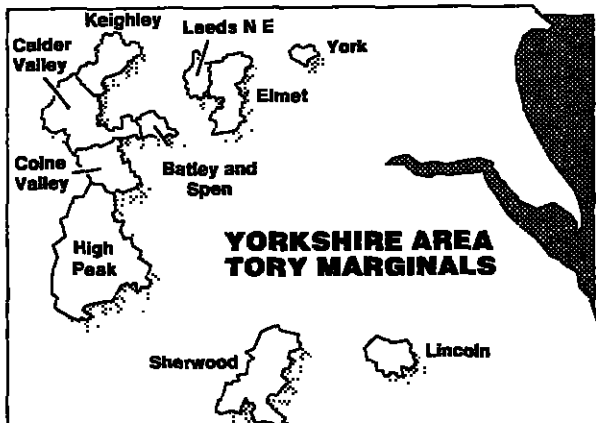 Keighley
Leeds N E
York
Calder
Valley
Elmet
Colne
Valley
Batley and
Spen
High
Peak
YORKSHIRE AREA
TORY MARGINALS
Sherwood
Lincoln